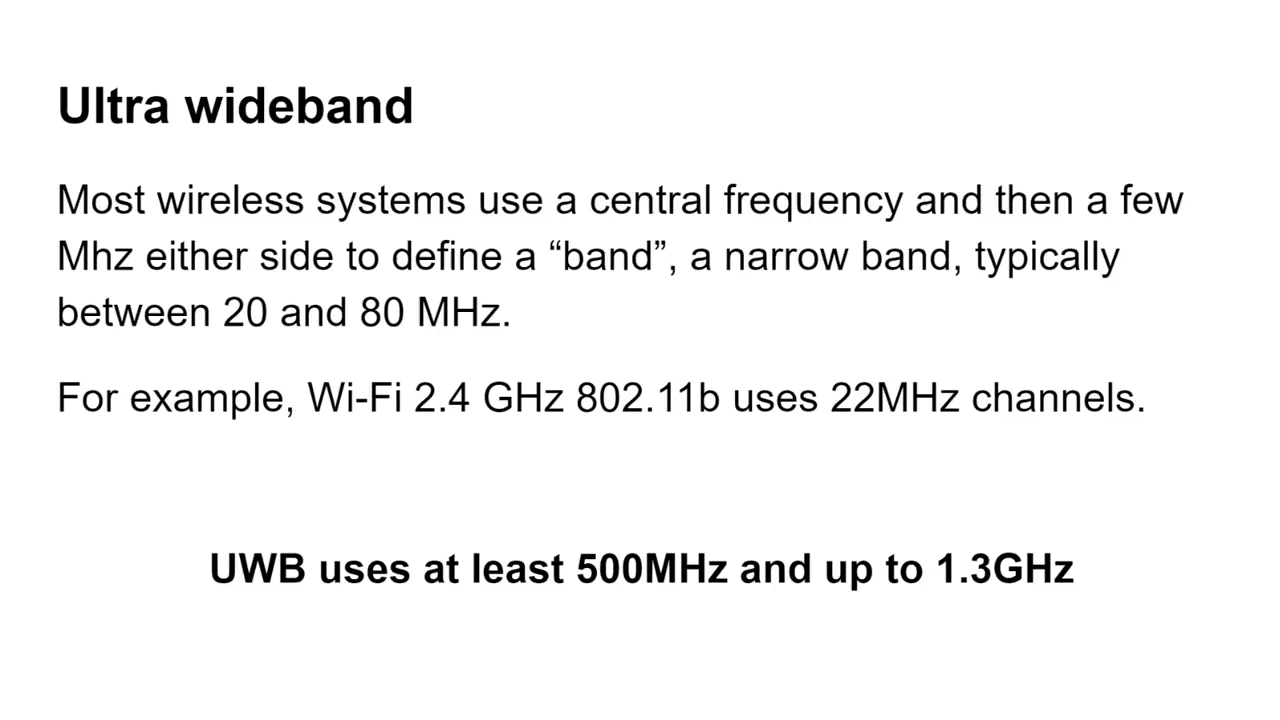 Ultra wideband
Most wireless systems use a central frequency and then a few
Mhz either side to define a “band”, a narrow band, typically
between 20 and 80 MHz.
For example, Wi-Fi 2.4 GHz 802.11b uses 22MHz channels.
UWB uses at least 500MHz and up to 1.3GHz